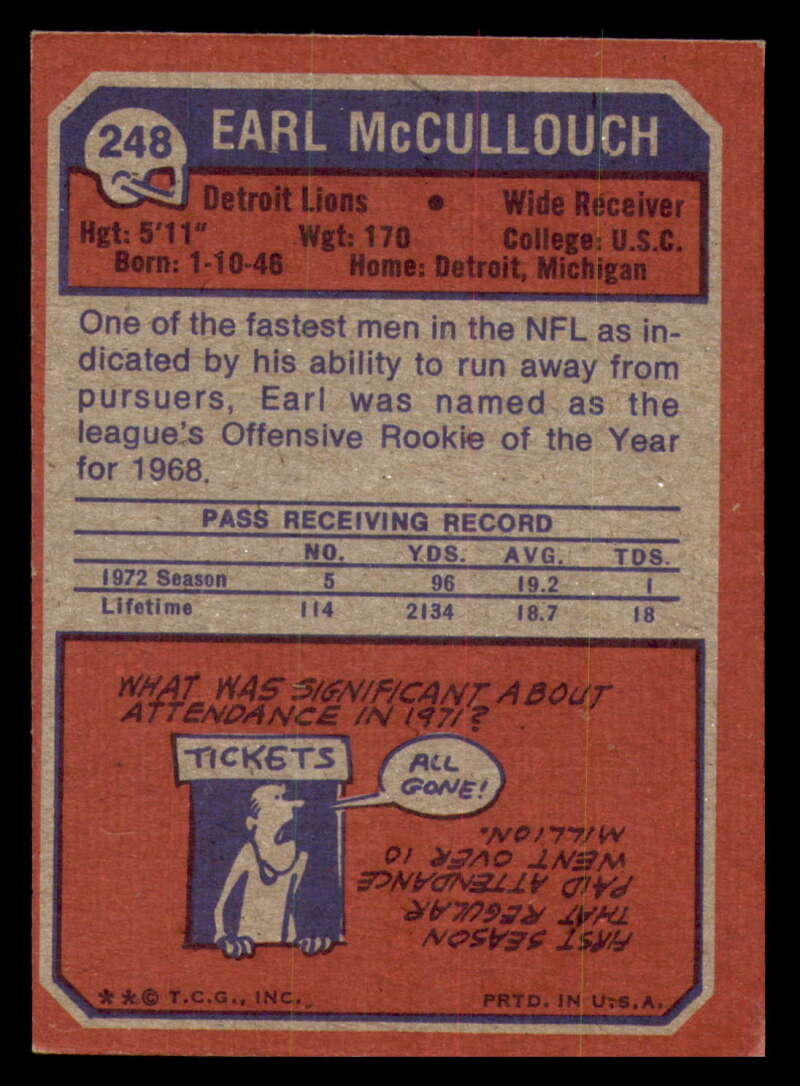 248 EARL McCULLOUCH
Detroit Lions • Wide Receiver
Hgt: 5'11" Wgt: 170 College: U.S.C.
Born: 1-10-46 Home: Detroit, Michigan
One of the fastest men in the NFL as in-
dicated by his ability to run away from
pursuers, Earl was named as the
league's Offensive Rookie of the Year
for 1968.
PASS RECEIVING RECORD
NO. YDS. AVG. TDS.
1972 Season 5 96 19.2 1
Lifetime 114 2134 18.7 18
WHAT WAS SIGNIFICANT ABOUT
ATTENDANCE IN 1971?
TICKETS
ALL
GONE!
FIRST SEASON
THAT REGULAR
PAID ATTENDANCE
WENT OVER 10
MILLION.
**© T.C.G., INC. PRTD. IN U.S.A.